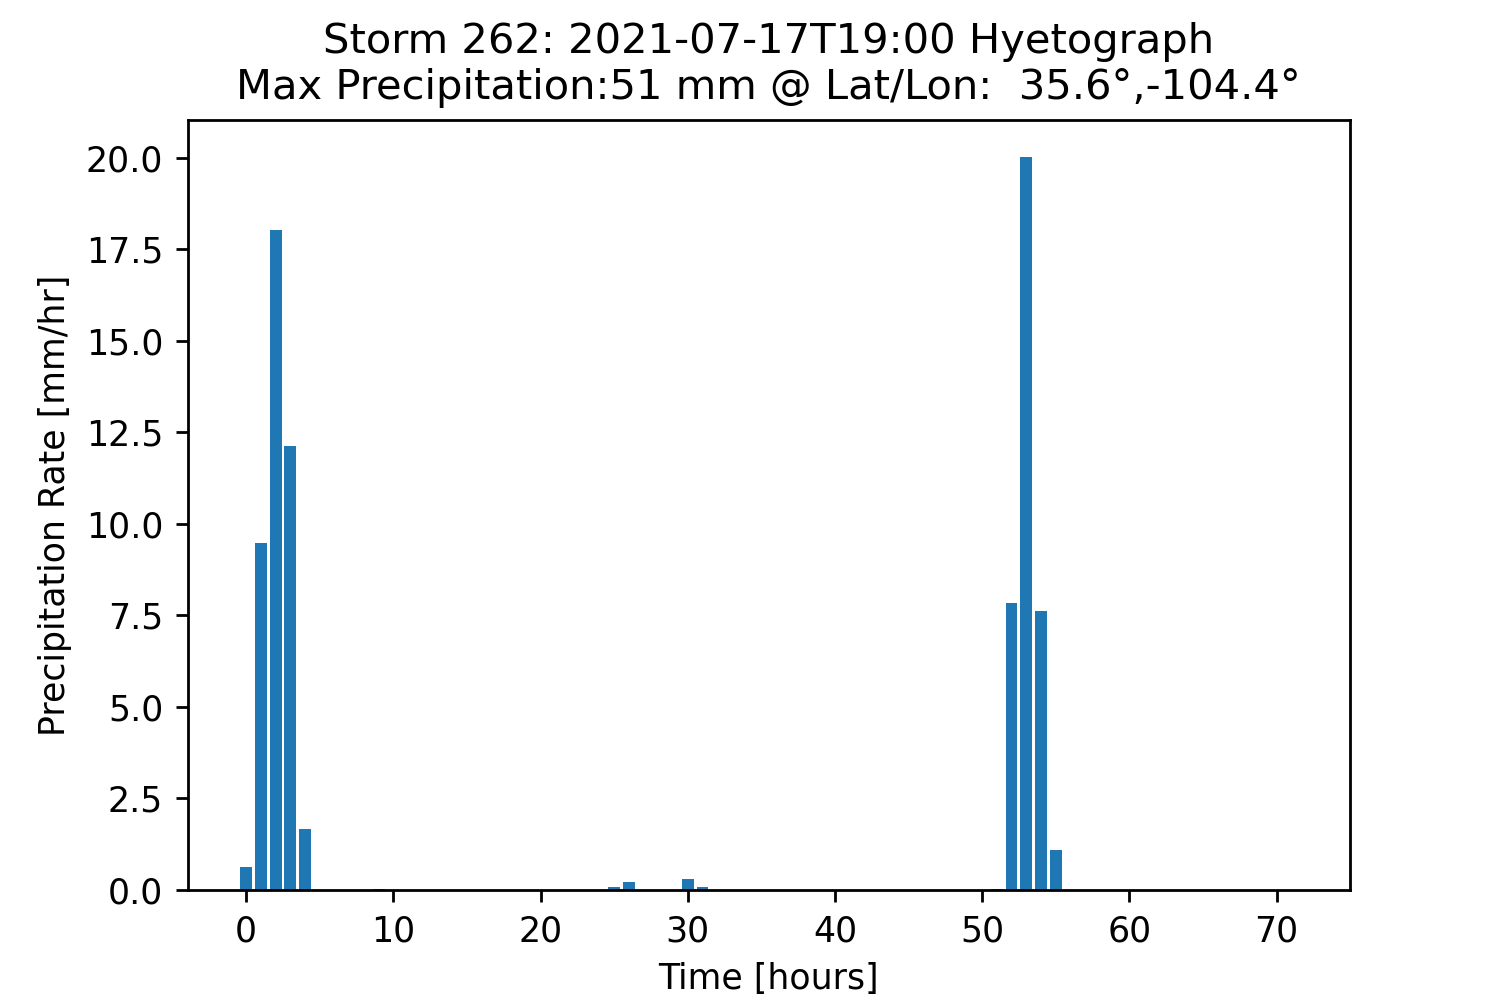 Storm 262: 2021-07-17T19:00 Hyetograph
Max Precipitation:51 mm @ Lat/Lon:  35.6°,-104.4°
20.0
17.5
15.0
12.5
10.0
7.5
5.0
2.5
0.0
Precipitation Rate [mm/hr]
0 10 20 30 40 50 60 70
Time [hours]